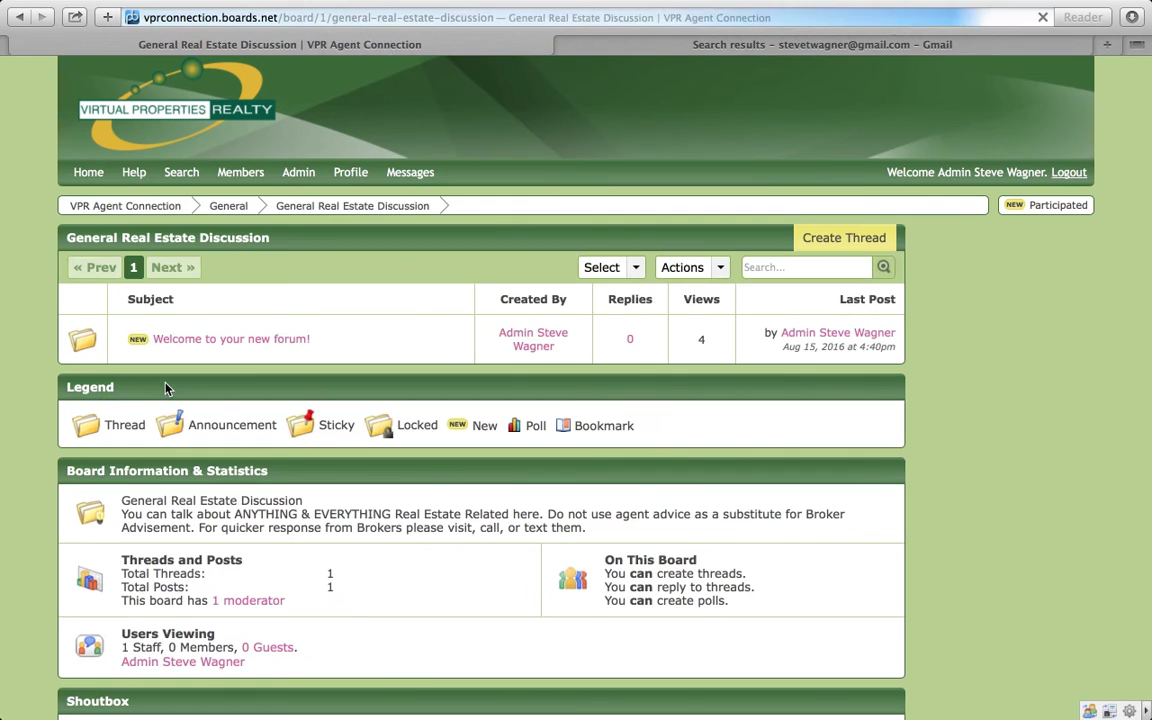 vprconnection.boards.net/board/1/general-real-estate-discussion — General Real Estate Discussion | VPR Agent Connection
Reader
General Real Estate Discussion | VPR Agent Connection
Search results - stevetwagner@gmail.com - Gmail
VIRTUAL PROPERTIES REALTY
Home Help Search Members Admin Profile Messages
Welcome Admin Steve Wagner. Logout
VPR Agent Connection General General Real Estate Discussion
NEW Participated
General Real Estate Discussion
Create Thread
« Prev 1 Next »
Select Actions Search...
Subject Created By Replies Views Last Post
NEW Welcome to your new forum!
Admin Steve
Wagner
0
4
by Admin Steve Wagner
Aug 15, 2016 at 4:40pm
Legend
Thread Announcement Sticky Locked NEW New Poll Bookmark
Board Information & Statistics
General Real Estate Discussion
You can talk about ANYTHING & EVERYTHING Real Estate Related here. Do not use agent advice as a substitute for Broker
Advisement. For quicker response from Brokers please visit, call, or text them.
Threads and Posts
Total Threads: 1
Total Posts: 1
This board has 1 moderator
On This Board
You can create threads.
You can reply to threads.
You can create polls.
Users Viewing
1 Staff, 0 Members, 0 Guests.
Admin Steve Wagner
Shoutbox